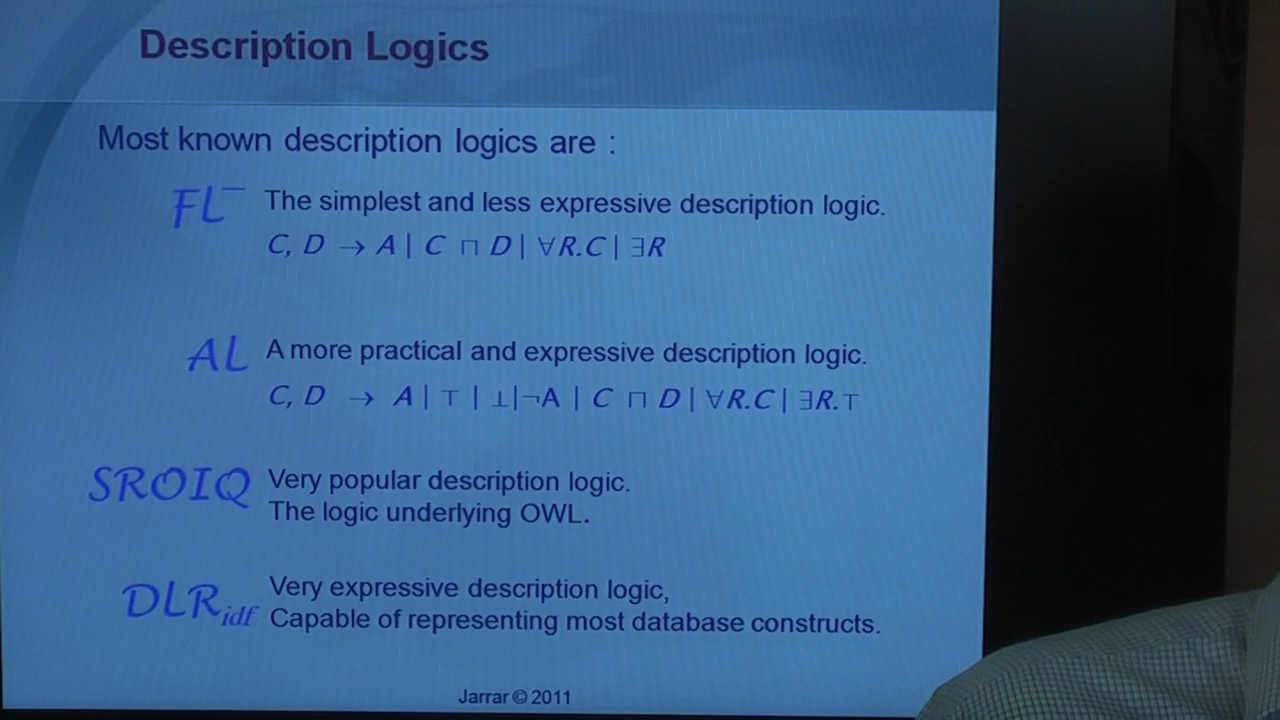 Description Logics
Most known description logics are :
FL⁻ The simplest and less expressive description logic.
C, D → A | C ⊓ D | ∀R.C | ∃R
AL A more practical and expressive description logic.
C, D → A | ⊤ | ⊥|¬A | C ⊓ D | ∀R.C | ∃R.⊤
SROIQ Very popular description logic.
The logic underlying OWL.
DLRidf Very expressive description logic,
Capable of representing most database constructs.
Jarrar © 2011